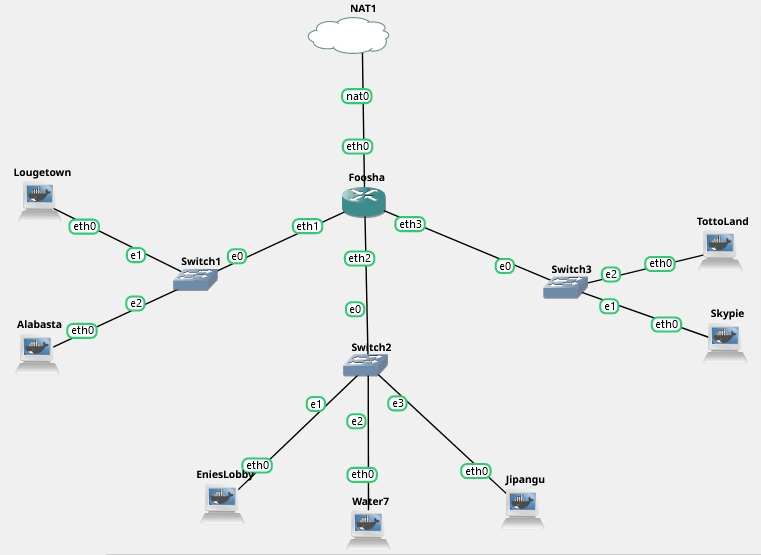 NAT1
nat0
eth0
Foosha
Lougetown
eth0
e1
Switch1
e0
eth1
eth3
eth2
TottoLand
eth0
e2
Switch3
e0
e1
eth0
Skypie
e2
eth0
Alabasta
e0
Switch2
e1
e2
e3
EniesLobby
eth0
eth0
Water7
eth0
Jipangu